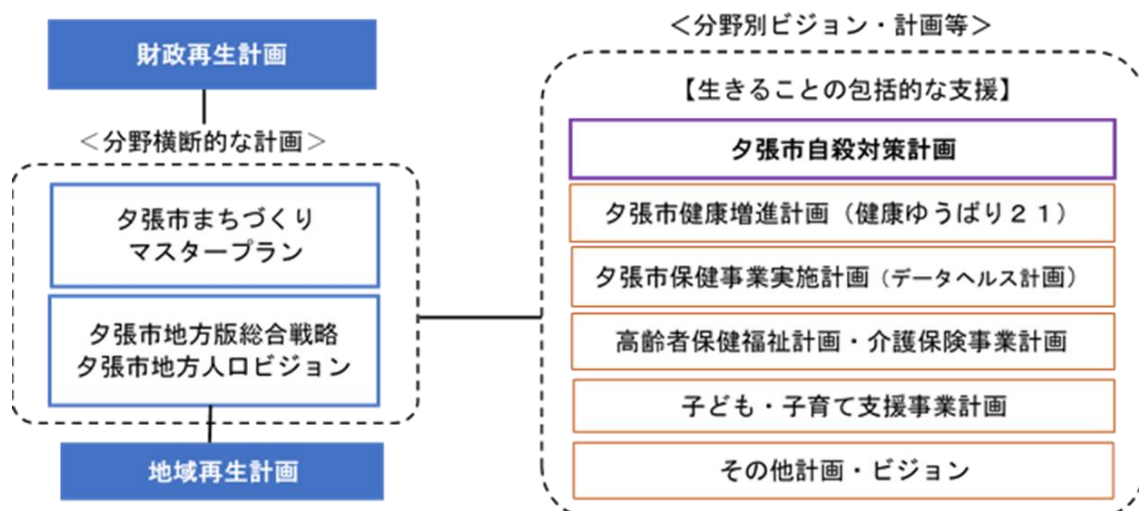 財政再生計画
＜分野横断的な計画＞
夕張市まちづくり
マスタープラン
夕張市地方版総合戦略
夕張市地方人口ビジョン
地域再生計画
＜分野別ビジョン・計画等＞
【生きることの包括的な支援】
夕張市自殺対策計画
夕張市健康増進計画（健康ゆうばり２１）
夕張市保健事業実施計画（データヘルス計画）
高齢者保健福祉計画・介護保険事業計画
子ども・子育て支援事業計画
その他計画・ビジョン